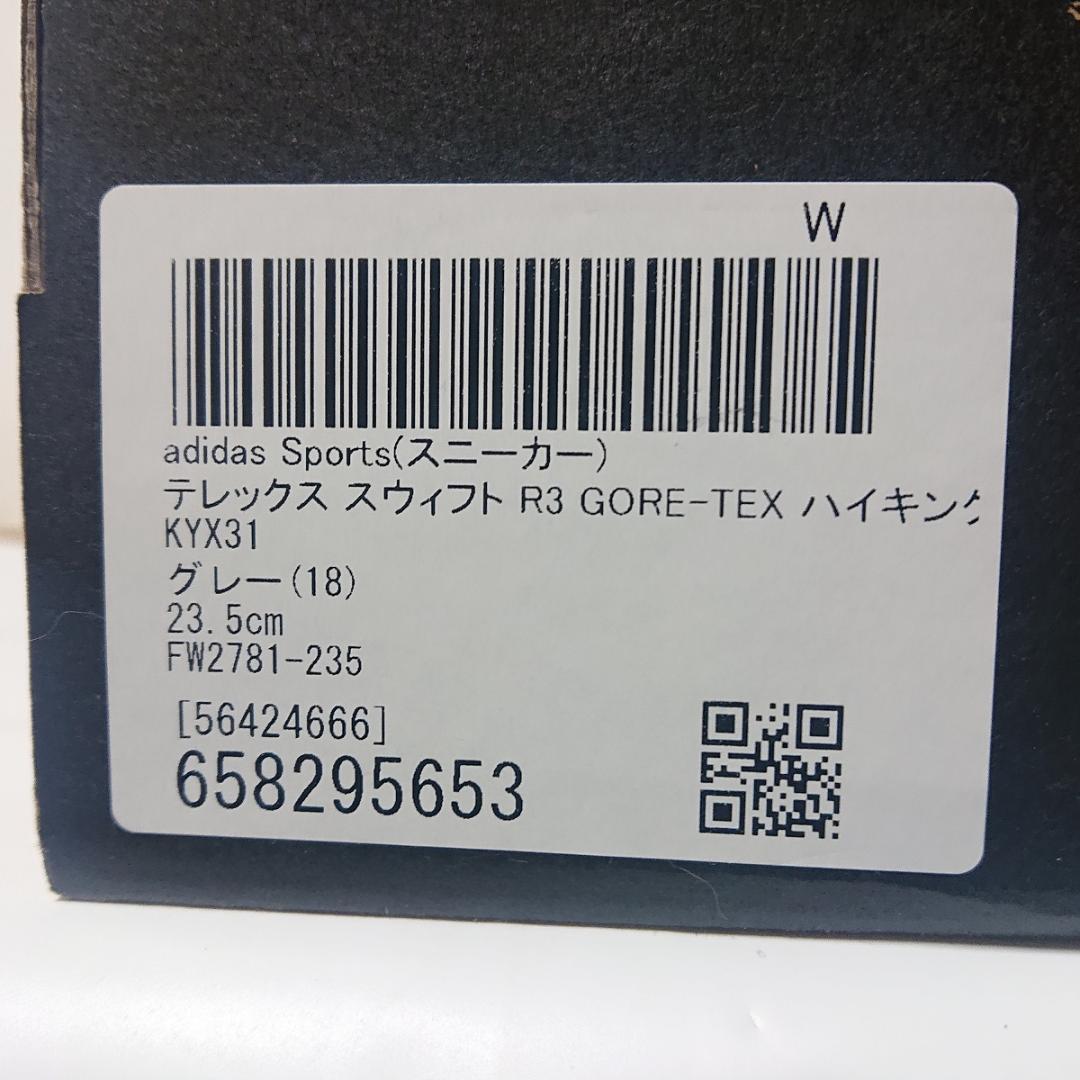 W
adidas Sports(スニーカー)
テレックス スウィフト R3 GORE-TEX ハイキング
KYX31
グレー(18)
23.5cm
FW2781-235
[56424666]
658295653